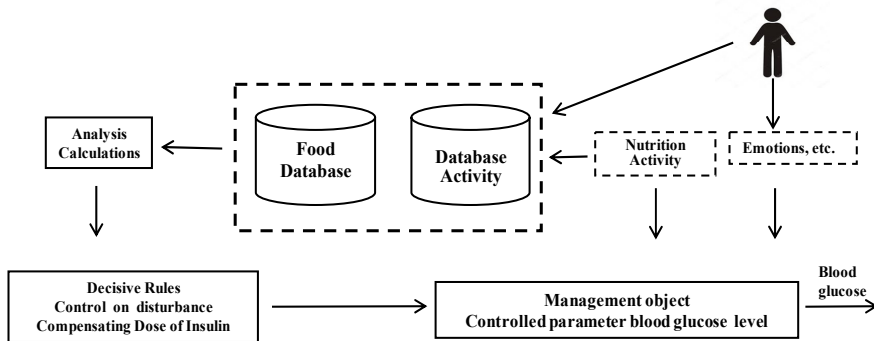 Analysis
Calculations
Food
Database
Database
Activity
Nutrition
Activity
Emotions, etc.
Decisive Rules
Control on disturbance
Compensating Dose of Insulin
Management object
Controlled parameter blood glucose level
Blood
glucose